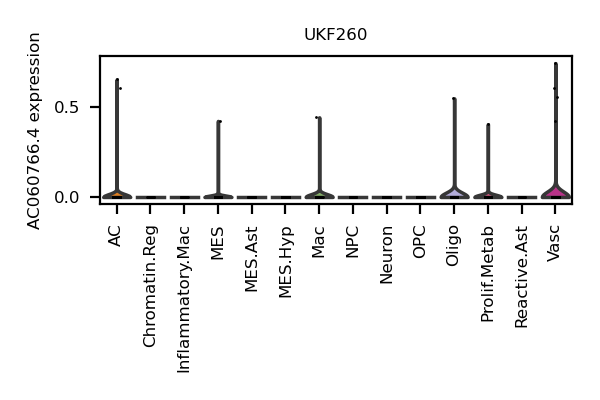 UKF260
AC060766.4 expression
0.5
0.0
AC
Chromatin.Reg
Inflammatory.Mac
MES
MES.Ast
MES.Hyp
Mac
NPC
Neuron
OPC
Oligo
Prolif.Metab
Reactive.Ast
Vasc